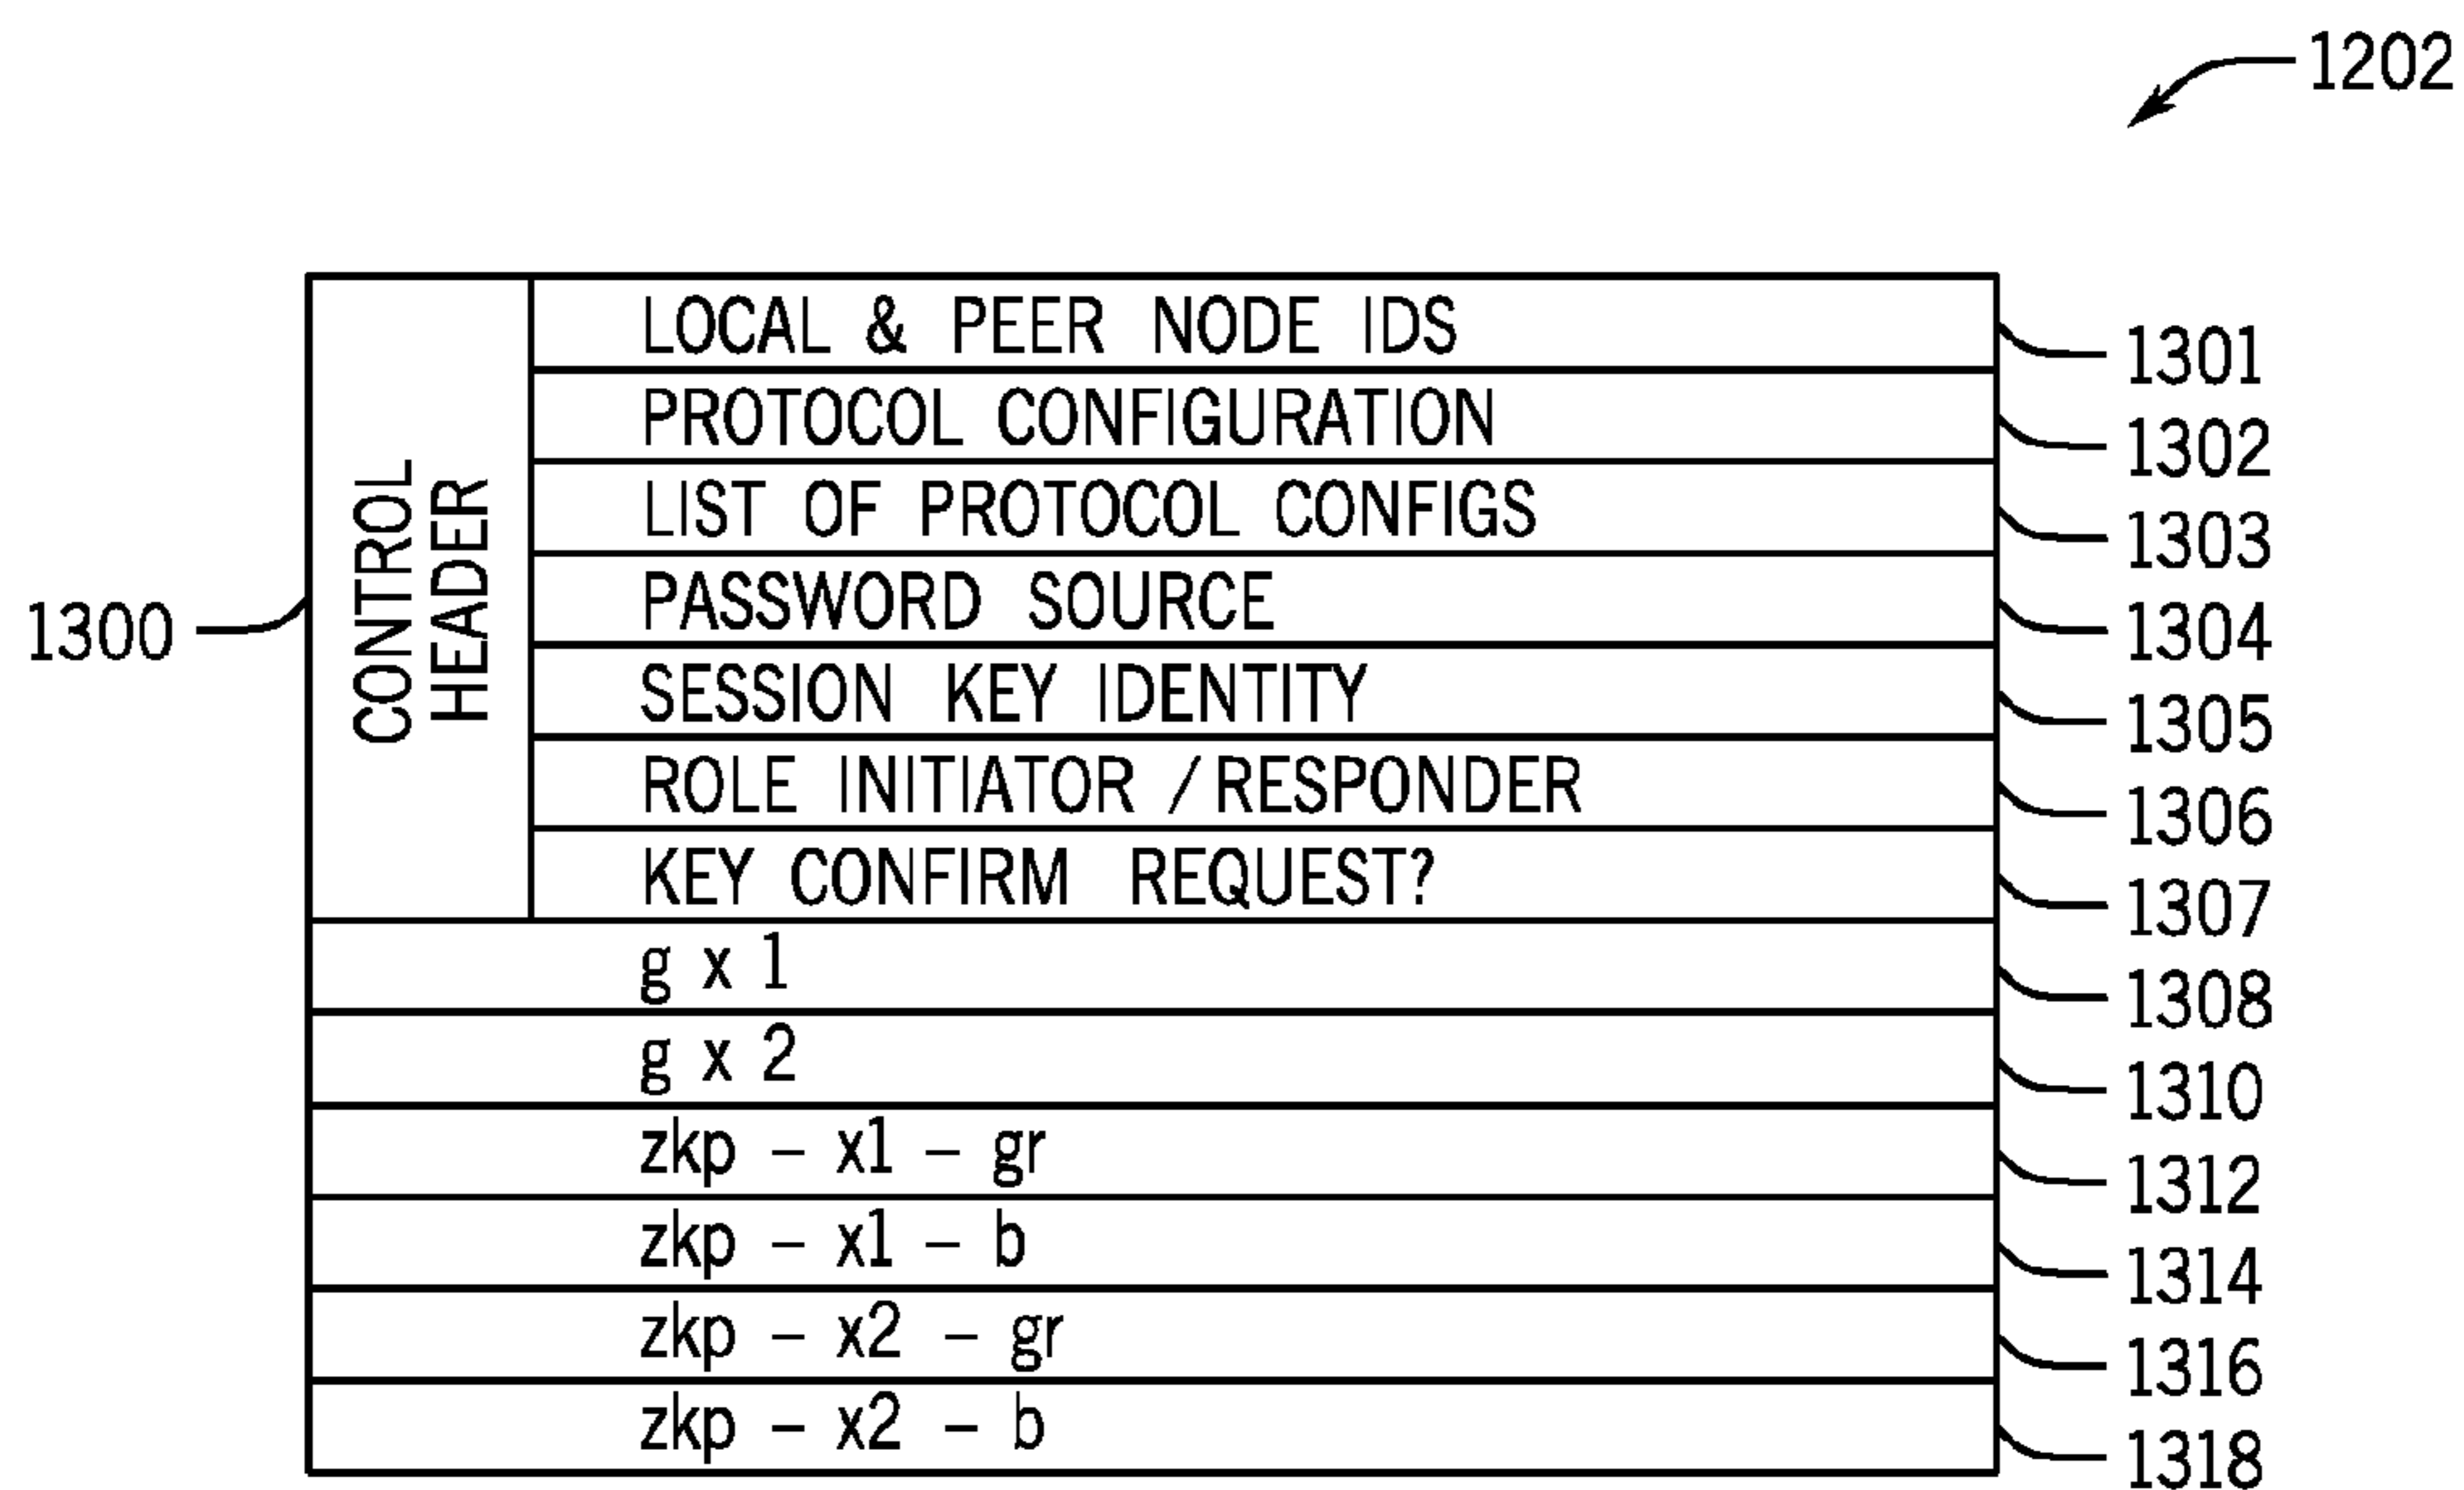 1202
1300
CONTROL
HEADER
LOCAL & PEER NODE IDS
1301
PROTOCOL CONFIGURATION
1302
LIST OF PROTOCOL CONFIGS
1303
PASSWORD SOURCE
1304
SESSION KEY IDENTITY
1305
ROLE INITIATOR / RESPONDER
1306
KEY CONFIRM REQUEST?
1307
g x 1
1308
g x 2
1310
zkp – x1 – gr
1312
zkp – x1 – b
1314
zkp – x2 – gr
1316
zkp – x2 – b
1318